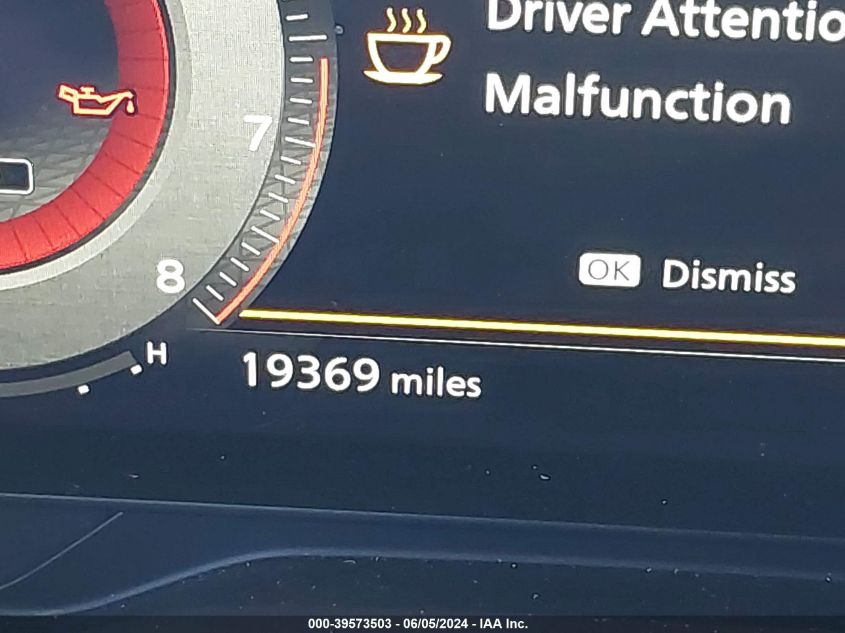 Driver Attentio
Malfunction
7
OK Dismiss
8
H
19369 miles
000-39573503 - 06/05/2024 - IAA Inc.